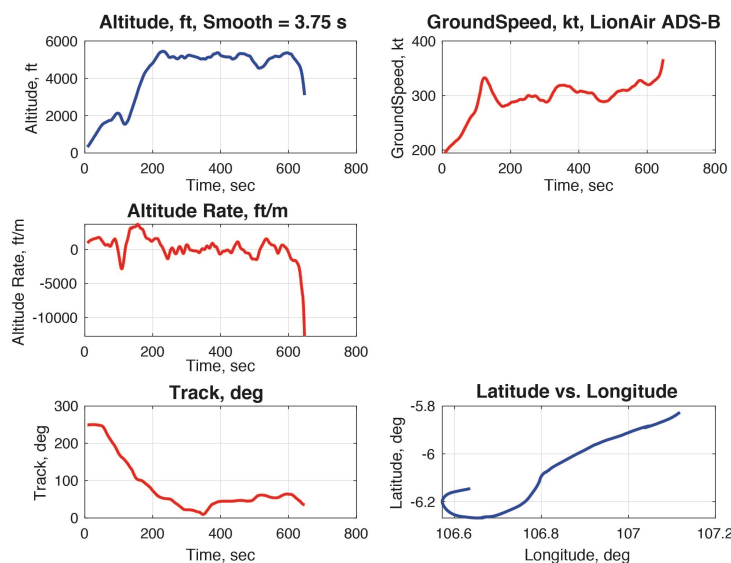 Altitude, ft, Smooth = 3.75 s
6000
4000
2000
0
Altitude, ft
0 200 400 600 800
Time, sec
GroundSpeed, kt, LionAir ADS-B
400
300
200
GroundSpeed, kt
0 200 400 600 800
Time, sec
Altitude Rate, ft/m
0
-5000
-10000
Altitude Rate, ft/m
0 200 400 600 800
Time, sec
Track, deg
300
200
100
0
Track, deg
0 200 400 600 800
Time, sec
Latitude vs. Longitude
-5.8
-6
-6.2
Latitude, deg
106.6 106.8 107 107.2
Longitude, deg